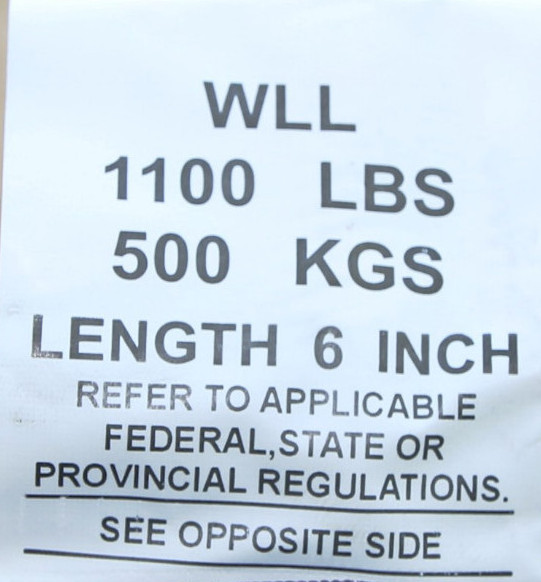 WLL
1100 LBS
500 KGS
LENGTH 6 INCH
REFER TO APPLICABLE
FEDERAL,STATE OR
PROVINCIAL REGULATIONS.
SEE OPPOSITE SIDE